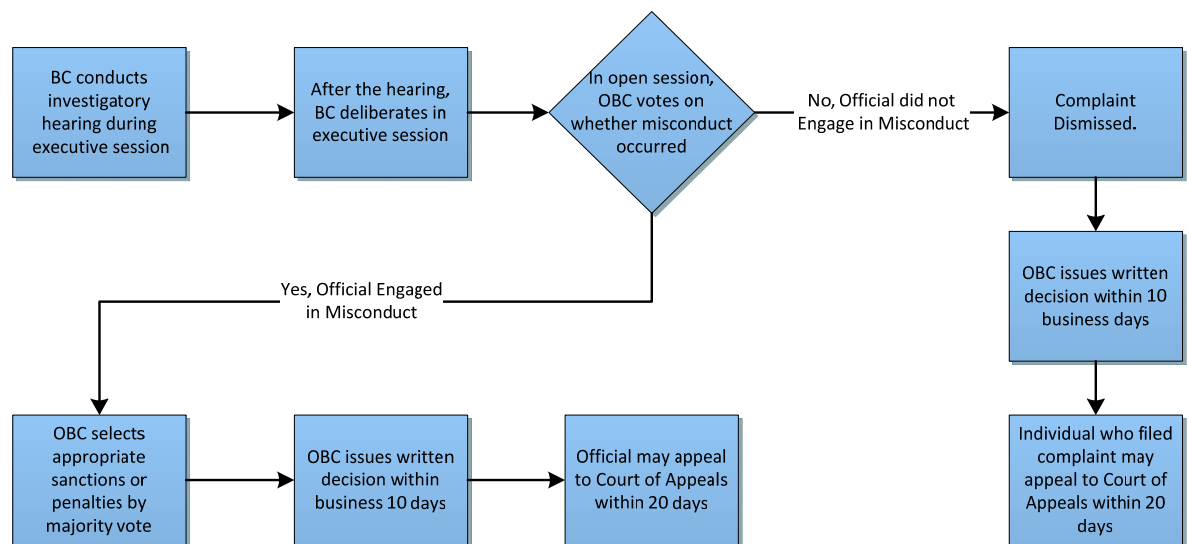 BC conducts
investigatory
hearing during
executive session
After the hearing,
BC deliberates in
executive session
In open session,
OBC votes on
whether misconduct
occurred
No, Official did not
Engage in Misconduct
Complaint
Dismissed.
OBC issues written
decision within 10
business days
Individual who filed
complaint may
appeal to Court of
Appeals within 20
days
Yes, Official Engaged
in Misconduct
OBC selects
appropriate
sanctions or
penalties by
majority vote
OBC issues written
decision within
business 10 days
Official may appeal
to Court of Appeals
within 20 days